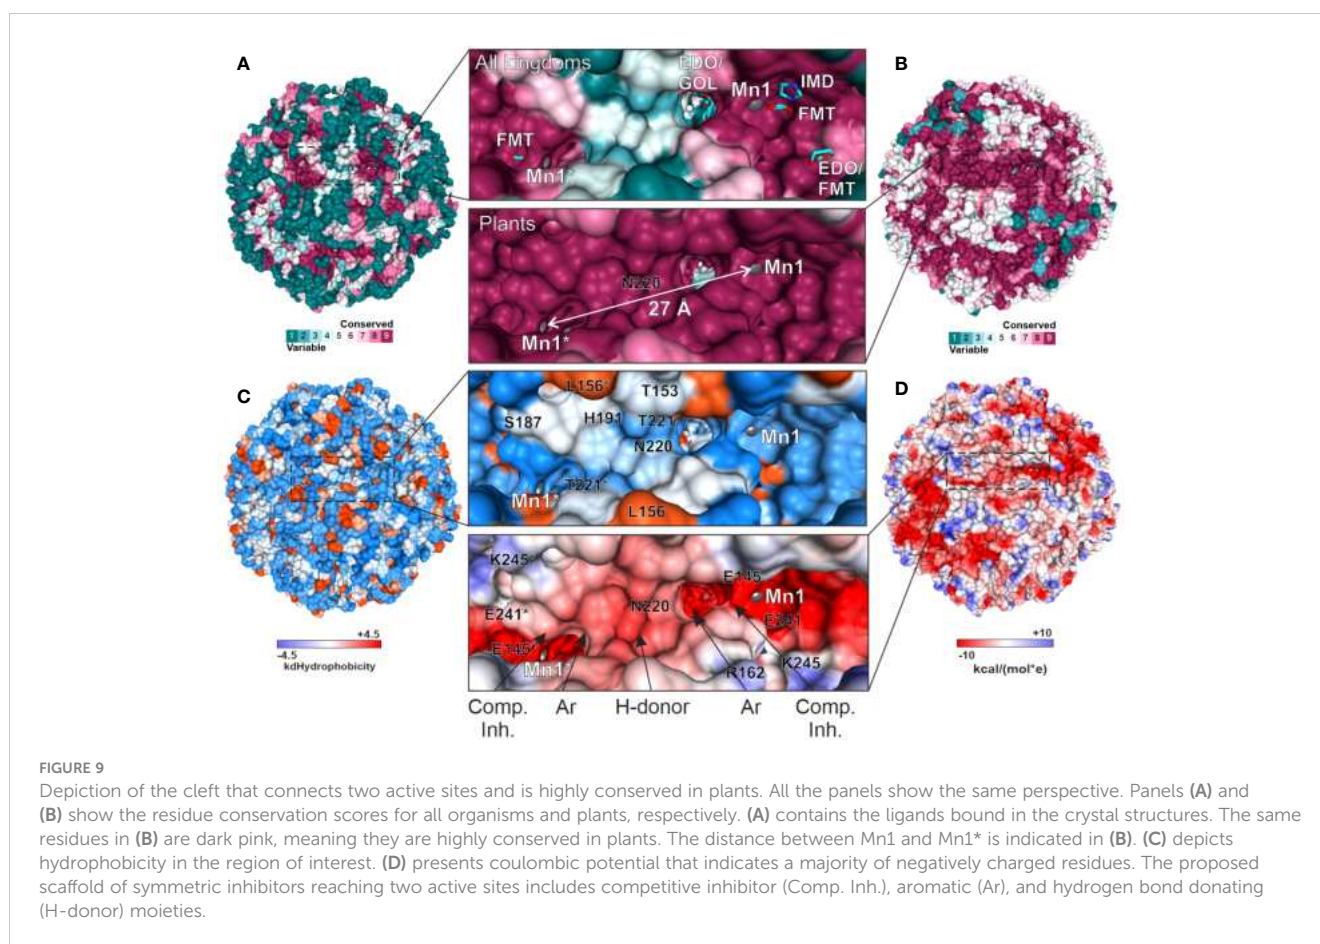 A
All Kingdoms
EDO/
GOL
Mn1
IMD
FMT
FMT
Mn1*
EDO/
FMT
B
Plants
N220
Mn1
27 Å
Mn1*
Conserved
1 2 3 4 5 6 7 8 9
Variable
Conserved
1 2 3 4 5 6 7 8 9
Variable
C
L156*
T153
S187
H191
T221
N220
Mn1
T221*
Mn1*
L156
D
K245*
E145
N220
Mn1
E241*
E241
E145*
Mn1*
R162
K245
+4.5
-4.5
kdHydrophobicity
+10
-10
kcal/(mol*e)
Comp. Ar H-donor Ar Comp.
Inh. Inh.
FIGURE 9
Depiction of the cleft that connects two active sites and is highly conserved in plants. All the panels show the same perspective. Panels (A) and
(B) show the residue conservation scores for all organisms and plants, respectively. (A) contains the ligands bound in the crystal structures. The same
residues in (B) are dark pink, meaning they are highly conserved in plants. The distance between Mn1 and Mn1* is indicated in (B). (C) depicts
hydrophobicity in the region of interest. (D) presents coulombic potential that indicates a majority of negatively charged residues. The proposed
scaffold of symmetric inhibitors reaching two active sites includes competitive inhibitor (Comp. Inh.), aromatic (Ar), and hydrogen bond donating
(H-donor) moieties.